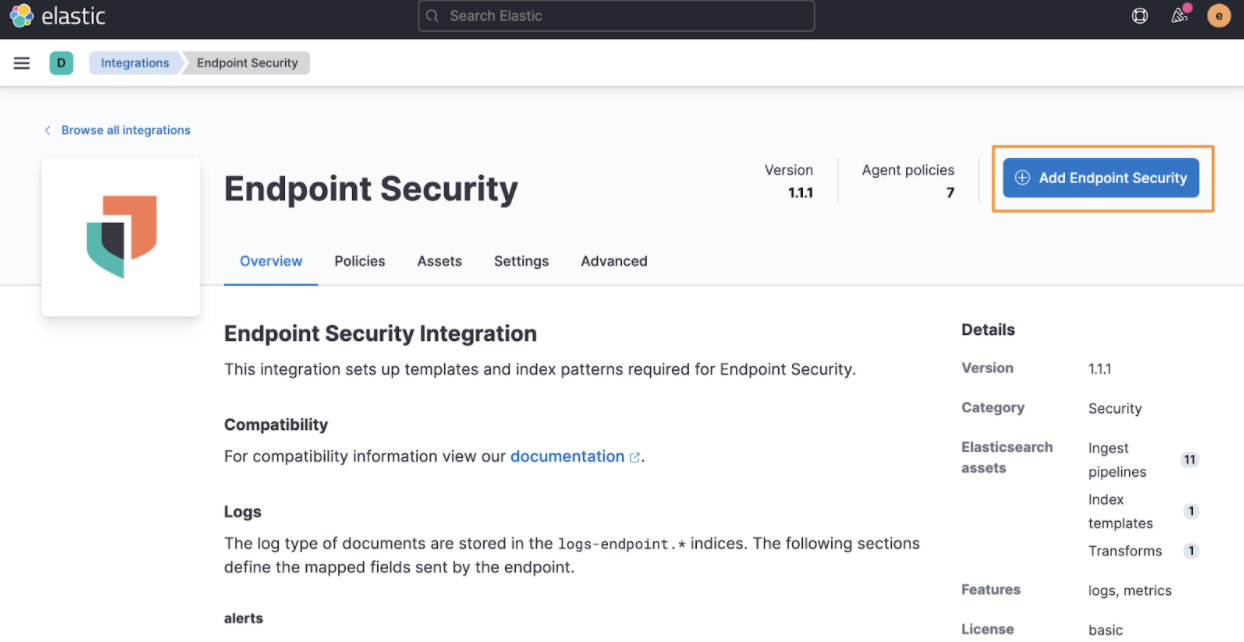 elastic
Search Elastic
e
D
Integrations
Endpoint Security
Browse all integrations
Endpoint Security
Version
1.1.1
Agent policies
7
Add Endpoint Security
Overview
Policies
Assets
Settings
Advanced
Endpoint Security Integration
This integration sets up templates and index patterns required for Endpoint Security.
Compatibility
For compatibility information view our documentation.
Logs
The log type of documents are stored in the logs-endpoint.* indices. The following sections
define the mapped fields sent by the endpoint.
alerts
Details
Version
1.1.1
Category
Security
Elasticsearch
assets
Ingest
pipelines
11
Index
templates
1
Transforms
1
Features
logs, metrics
License
basic